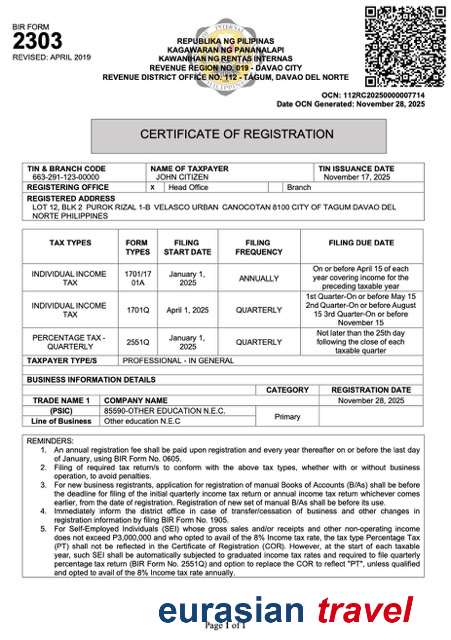 BIR FORM
2303
REVISED: APRIL 2019
REPUBLIKA NG PILIPINAS
KAGAWARAN NG PANANALAPI
KAWANIHAN NG RENTAS INTERNAS
REVENUE REGION NO. 019 - DAVAO CITY
REVENUE DISTRICT OFFICE NO. 112 - TAGUM, DAVAO DEL NORTE
OCN: 112RC20250000007714
Date OCN Generated: November 28, 2025
CERTIFICATE OF REGISTRATION
TIN & BRANCH CODE NAME OF TAXPAYER TIN ISSUANCE DATE
663-291-123-00000 JOHN CITIZEN November 17, 2025
REGISTERING OFFICE X Head Office Branch
REGISTERED ADDRESS
LOT 12, BLK 2 PUROK RIZAL 1-B VELASCO URBAN CANOCOTAN 8100 CITY OF TAGUM DAVAO DEL
NORTE PHILIPPINES
TAX TYPES FORM TYPES FILING START DATE FILING FREQUENCY FILING DUE DATE
INDIVIDUAL INCOME TAX 1701/1701A January 1, 2025 ANNUALLY On or before April 15 of each year covering income for the preceding taxable year
INDIVIDUAL INCOME TAX 1701Q April 1, 2025 QUARTERLY 1st Quarter-On or before May 15 2nd Quarter-On or before August 15 3rd Quarter-On or before November 15
PERCENTAGE TAX - QUARTERLY 2551Q January 1, 2025 QUARTERLY Not later than the 25th day following the close of each taxable quarter
TAXPAYER TYPE/S PROFESSIONAL - IN GENERAL
BUSINESS INFORMATION DETAILS
CATEGORY REGISTRATION DATE
TRADE NAME 1 COMPANY NAME November 28, 2025
(PSIC) 85590-OTHER EDUCATION N.E.C. Primary
Line of Business Other education N.E.C
REMINDERS:
1. An annual registration fee shall be paid upon registration and every year thereafter on or before the last day
of January, using BIR Form No. 0605.
2. Filing of required tax return/s to conform with the above tax types, whether with or without business
operation, to avoid penalties.
3. For new business registrants, application for registration of manual Books of Accounts (B/As) shall be before
the deadline for filing of the initial quarterly income tax return or annual income tax return whichever comes
earlier, from the date of registration. Registration of new set of manual B/As shall be before its use.
4. Immediately inform the district office in case of transfer/cessation of business and other changes in
registration information by filing BIR Form No. 1905.
5. For Self-Employed Individuals (SEI) whose gross sales and/or receipts and other non-operating income
does not exceed P3,000,000 and who opted to avail of the 8% Income tax rate, the tax type Percentage Tax
(PT) shall not be reflected in the Certificate of Registration (COR). However, at the start of each taxable
year, such SEI shall be automatically subjected to graduated income tax rates and required to file quarterly
percentage tax return (BIR Form No. 2551Q) and option to replace the COR to reflect "PT", unless qualified
and opted to avail of the 8% Income tax rate annually.
eurasian travel
Page 1 of 1